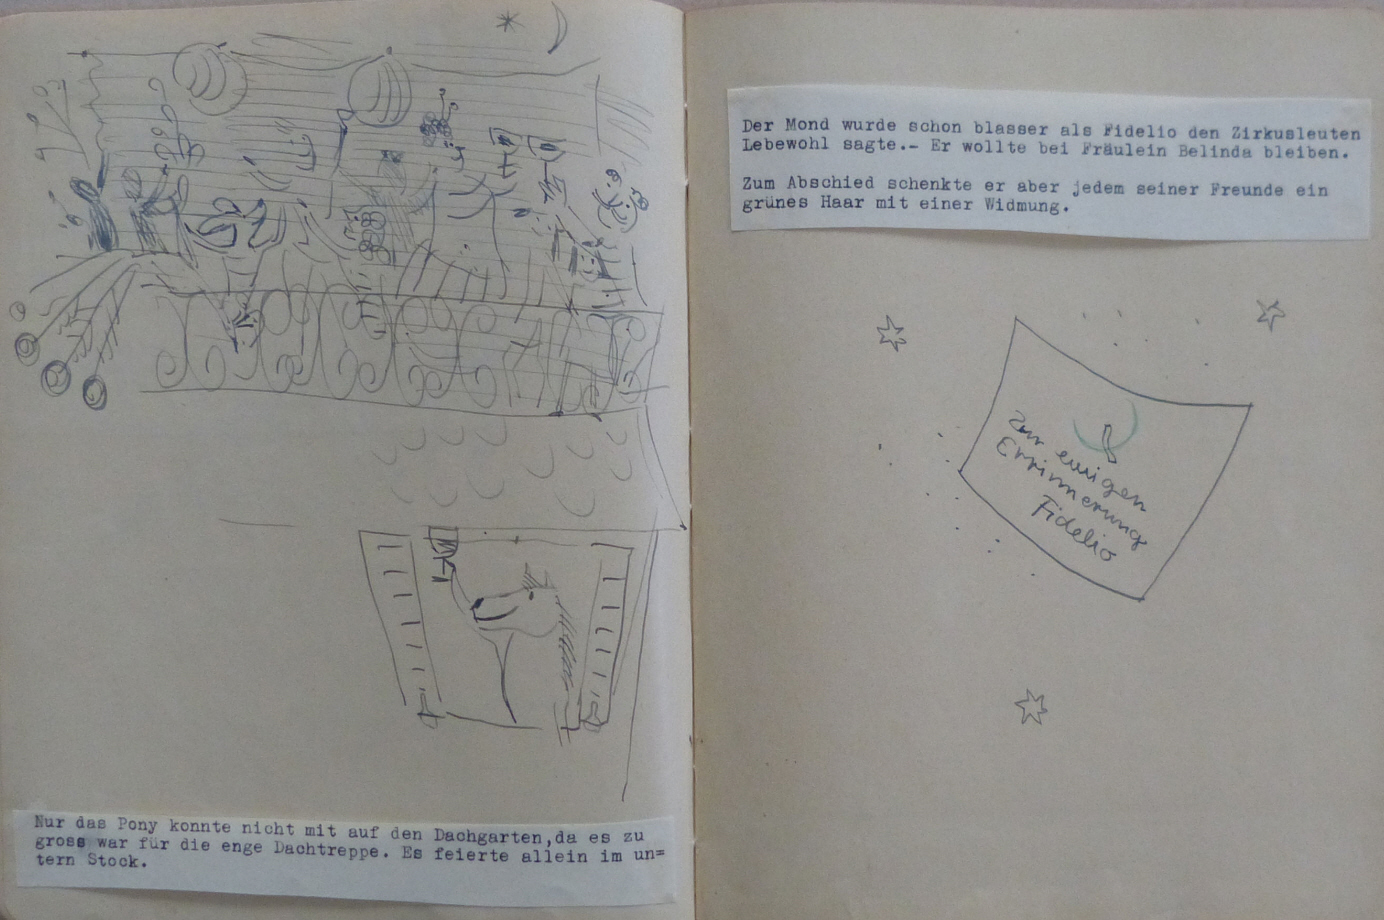 Nur das Pony konnte nicht mit auf den Dachgarten,da es zu
gross war für die enge Dachtreppe. Es feierte allein im un=
tern Stock.
Der Mond wurde schon blasser als Fidelio den Zirkusleuten
Lebewohl sagte.- Er wollte bei Fräulein Belinda bleiben.
Zum Abschied schenkte er aber jedem seiner Freunde ein
grünes Haar mit einer Widmung.
Zur ewigen
Errinnerung
Fidelio